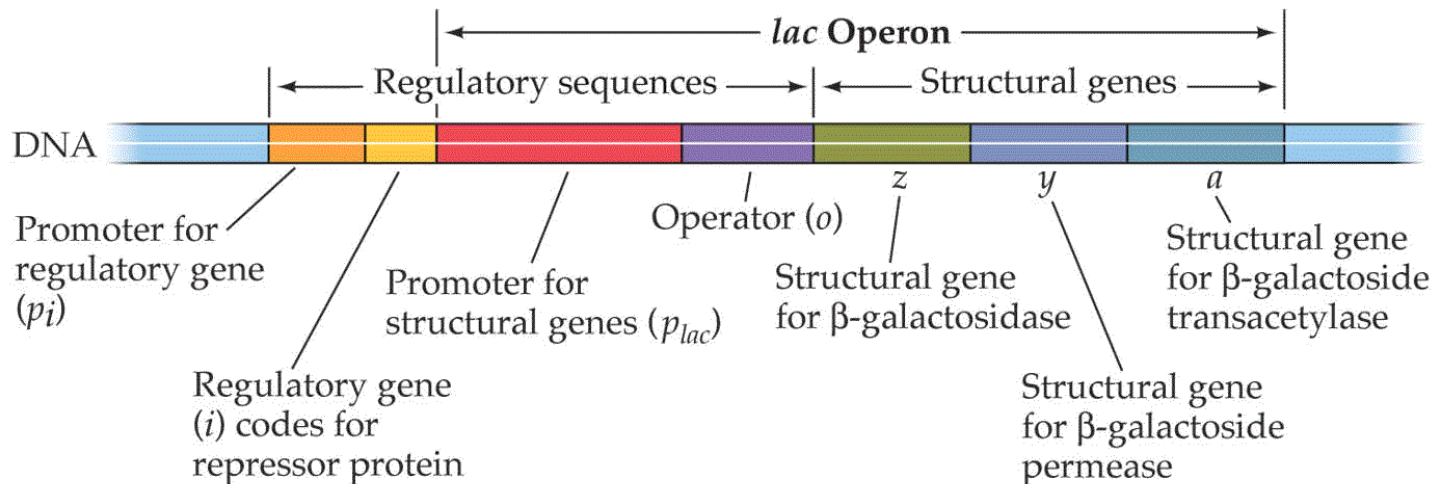 lac Operon
Regulatory sequences
Structural genes
DNA
z
y
a
Promoter for
regulatory gene
(pi)
Regulatory gene
(i) codes for
repressor protein
Promoter for
structural genes (plac)
Operator (o)
Structural gene
for β-galactosidase
Structural gene
for β-galactoside
permease
Structural gene
for β-galactoside
transacetylase